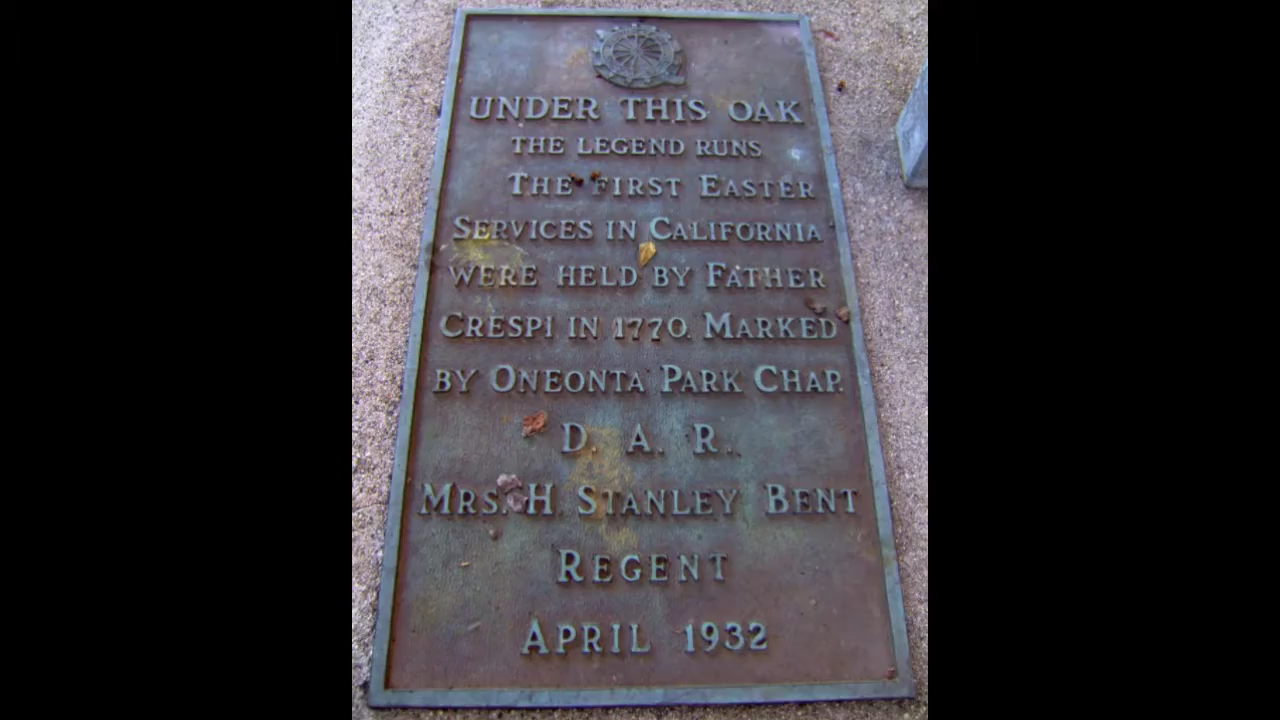 UNDER THIS OAK
THE LEGEND RUNS
THE FIRST EASTER
SERVICES IN CALIFORNIA
WERE HELD BY FATHER
CRESPI IN 1770. MARKED
BY ONEONTA PARK CHAP.
D. A. R.
MRS. H. STANLEY BENT
REGENT
APRIL 1932